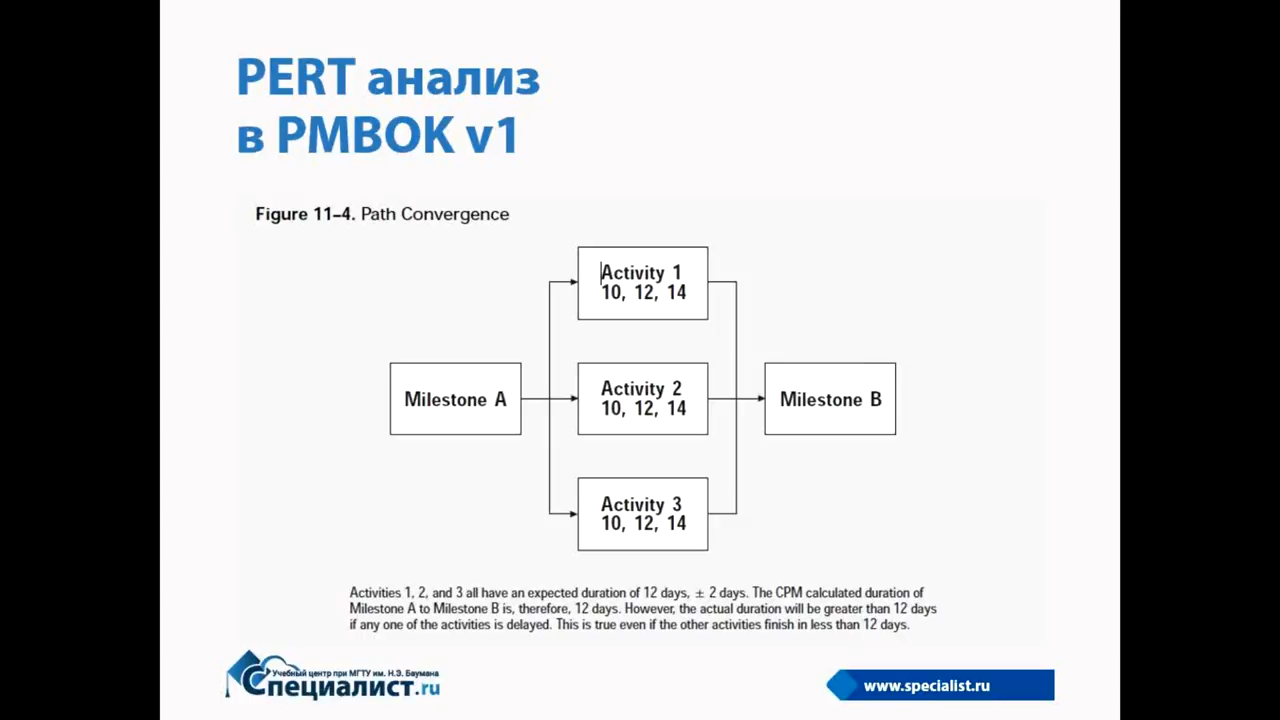 PERT анализ
в PMBOK v1
Figure 11–4. Path Convergence
Activity 1
10, 12, 14
Milestone A
Activity 2
10, 12, 14
Milestone B
Activity 3
10, 12, 14
Activities 1, 2, and 3 all have an expected duration of 12 days, ± 2 days. The CPM calculated duration of
Milestone A to Milestone B is, therefore, 12 days. However, the actual duration will be greater than 12 days
if any one of the activities is delayed. This is true even if the other activities finish in less than 12 days.
Учебный центр при МГТУ им. Н.Э. Баумана
Специалист.ru
www.specialist.ru